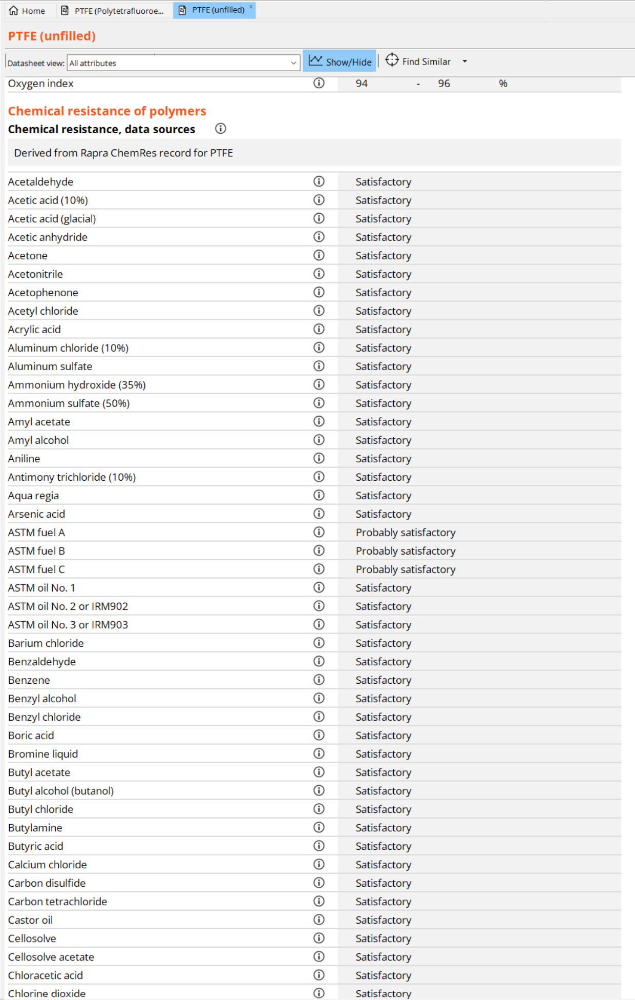 Home PTFE (Polytetrafluoroe... PTFE (unfilled) x
PTFE (unfilled)
Datasheet view: All attributes Show/Hide Find Similar
Oxygen index 94 - 96 %
Chemical resistance of polymers
Chemical resistance, data sources
Derived from Rapra ChemRes record for PTFE
Acetaldehyde Satisfactory
Acetic acid (10%) Satisfactory
Acetic acid (glacial) Satisfactory
Acetic anhydride Satisfactory
Acetone Satisfactory
Acetonitrile Satisfactory
Acetophenone Satisfactory
Acetyl chloride Satisfactory
Acrylic acid Satisfactory
Aluminum chloride (10%) Satisfactory
Aluminum sulfate Satisfactory
Ammonium hydroxide (35%) Satisfactory
Ammonium sulfate (50%) Satisfactory
Amyl acetate Satisfactory
Amyl alcohol Satisfactory
Aniline Satisfactory
Antimony trichloride (10%) Satisfactory
Aqua regia Satisfactory
Arsenic acid Satisfactory
ASTM fuel A Probably satisfactory
ASTM fuel B Probably satisfactory
ASTM fuel C Probably satisfactory
ASTM oil No. 1 Satisfactory
ASTM oil No. 2 or IRM902 Satisfactory
ASTM oil No. 3 or IRM903 Satisfactory
Barium chloride Satisfactory
Benzaldehyde Satisfactory
Benzene Satisfactory
Benzyl alcohol Satisfactory
Benzyl chloride Satisfactory
Boric acid Satisfactory
Bromine liquid Satisfactory
Butyl acetate Satisfactory
Butyl alcohol (butanol) Satisfactory
Butyl chloride Satisfactory
Butylamine Satisfactory
Butyric acid Satisfactory
Calcium chloride Satisfactory
Carbon disulfide Satisfactory
Carbon tetrachloride Satisfactory
Castor oil Satisfactory
Cellosolve Satisfactory
Cellosolve acetate Satisfactory
Chloracetic acid Satisfactory
Chlorine dioxide Satisfactory